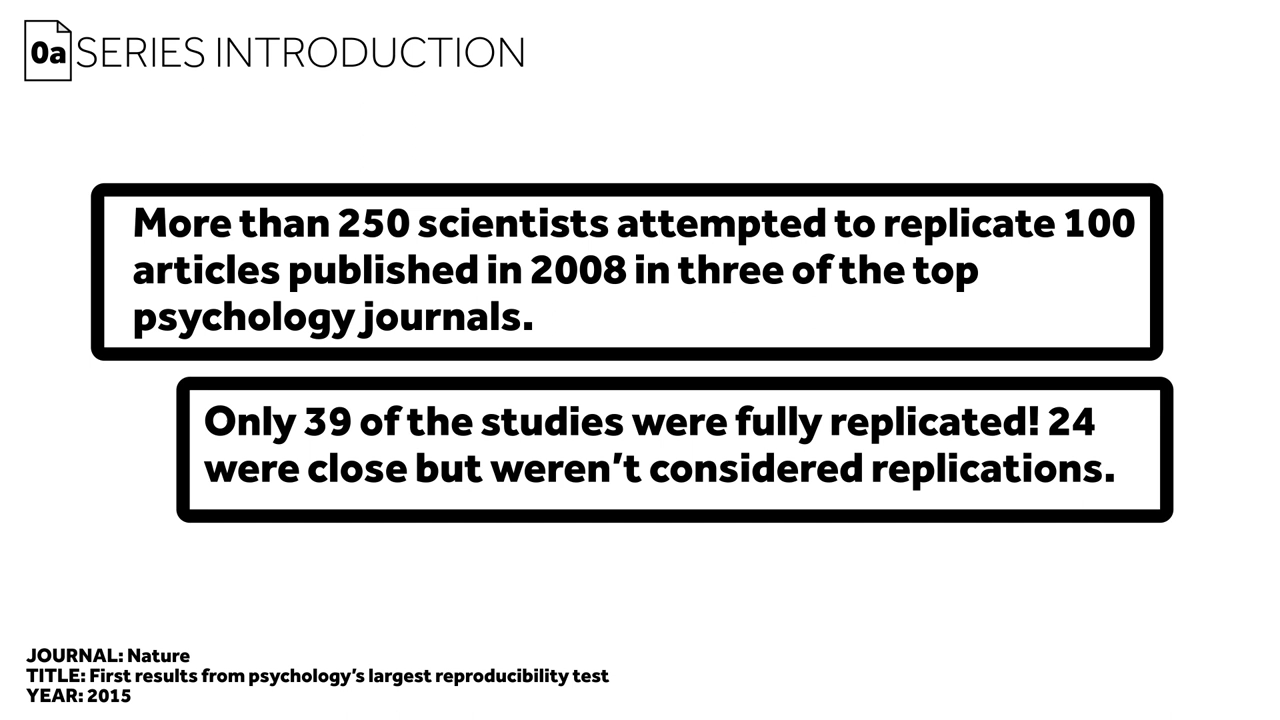 0a SERIES INTRODUCTION
More than 250 scientists attempted to replicate 100
articles published in 2008 in three of the top
psychology journals.
Only 39 of the studies were fully replicated! 24
were close but weren’t considered replications.
JOURNAL: Nature
TITLE: First results from psychology’s largest reproducibility test
YEAR: 2015